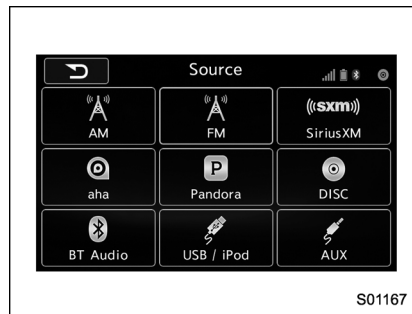 Source
AM
FM
((sxm))
SiriusXM
aha
P
Pandora
DISC
BT Audio
USB / iPod
AUX
S01167